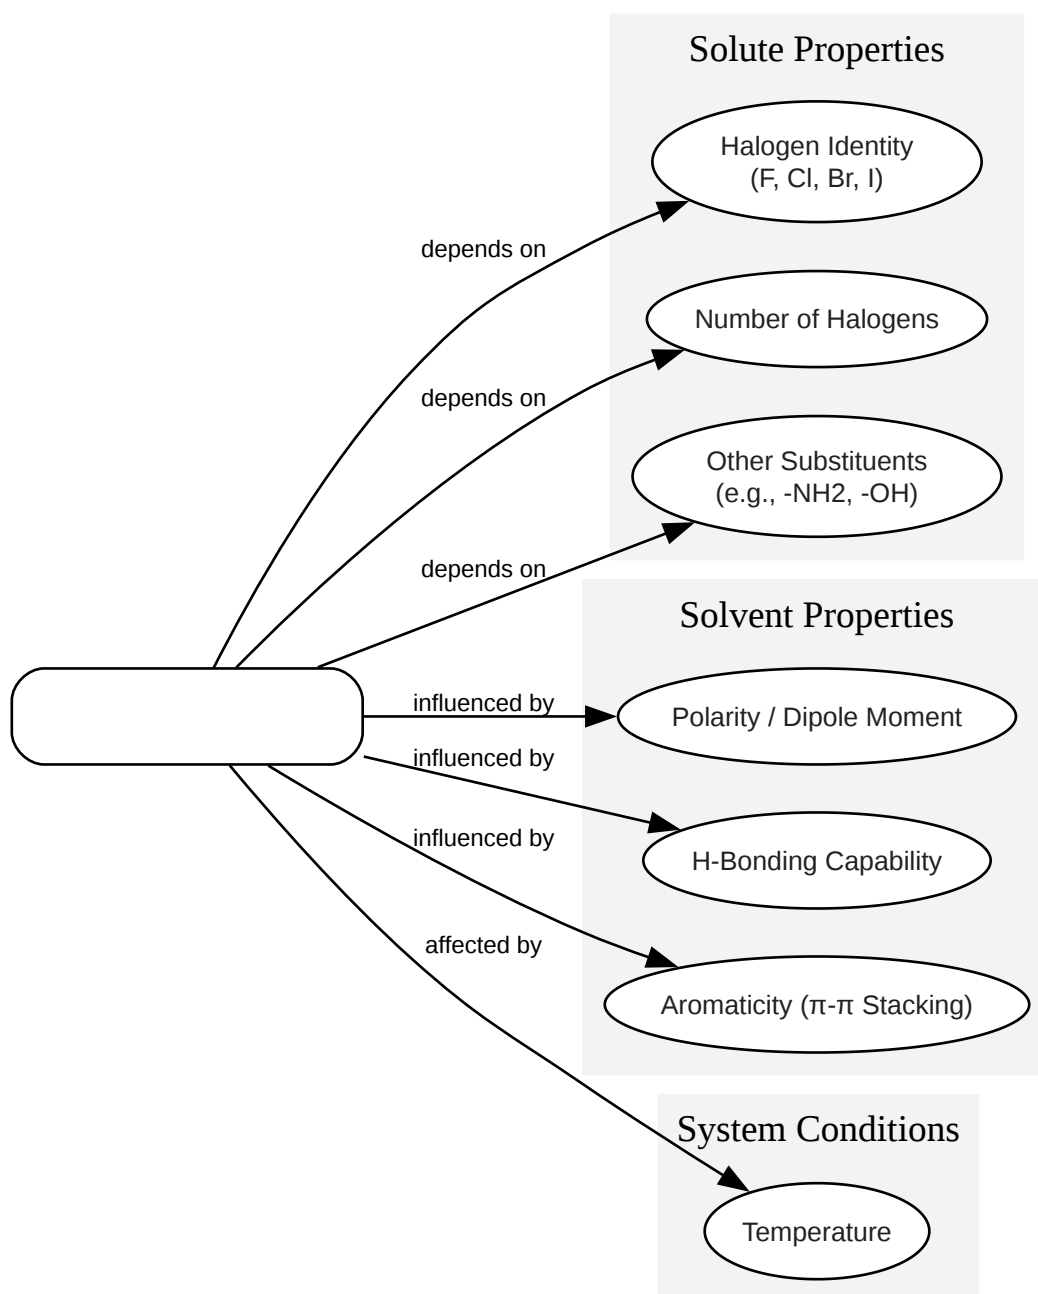 Solute Properties
Halogen Identity
(F, Cl, Br, I)
depends on
Number of Halogens
depends on
Other Substituents
(e.g., -NH2, -OH)
depends on
Solvent Properties
influenced by
Polarity / Dipole Moment
influenced by
H-Bonding Capability
influenced by
affected by
Aromaticity (π-π Stacking)
System Conditions
Temperature